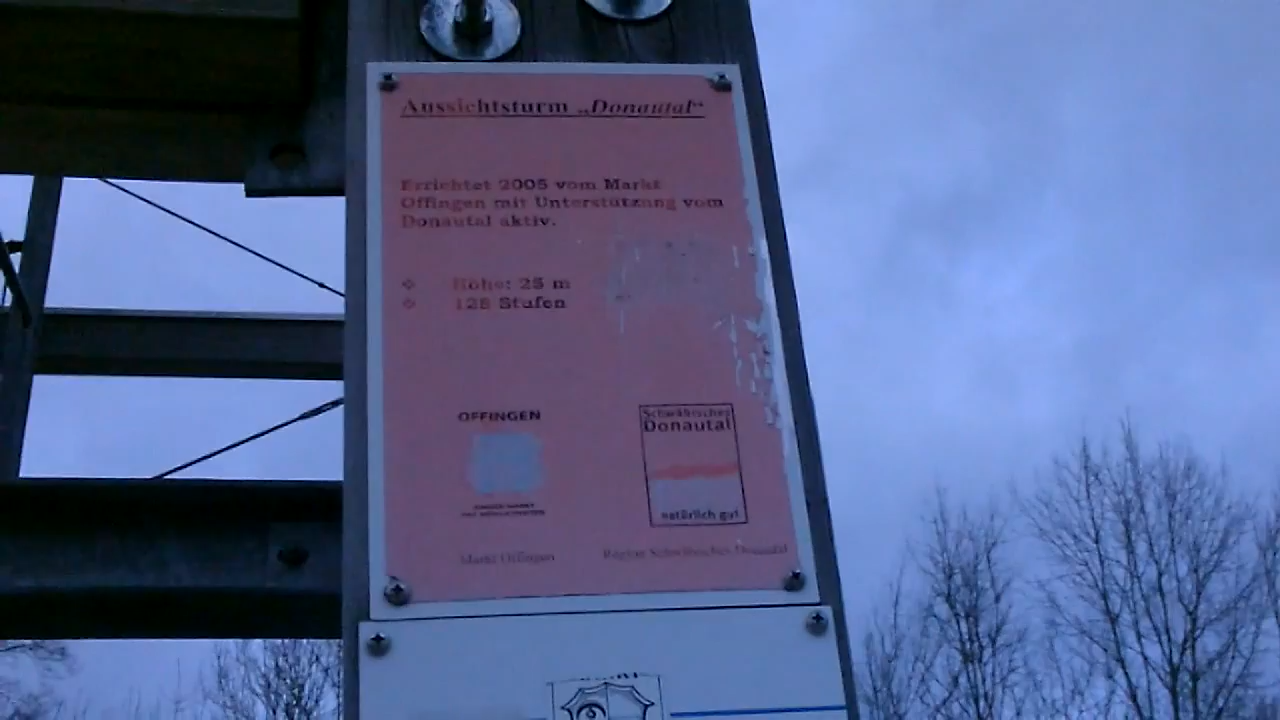 Aussichtsturm „Donautal“
Errichtet 2005 vom Markt
Offingen mit Unterstützung vom
Donautal aktiv.
❖ Höhe: 25 m
❖ 128 Stufen
OFFINGEN
Schwäbisches
Donautal
natürlich gut
Markt Offingen
Region Schwäbisches Donautal